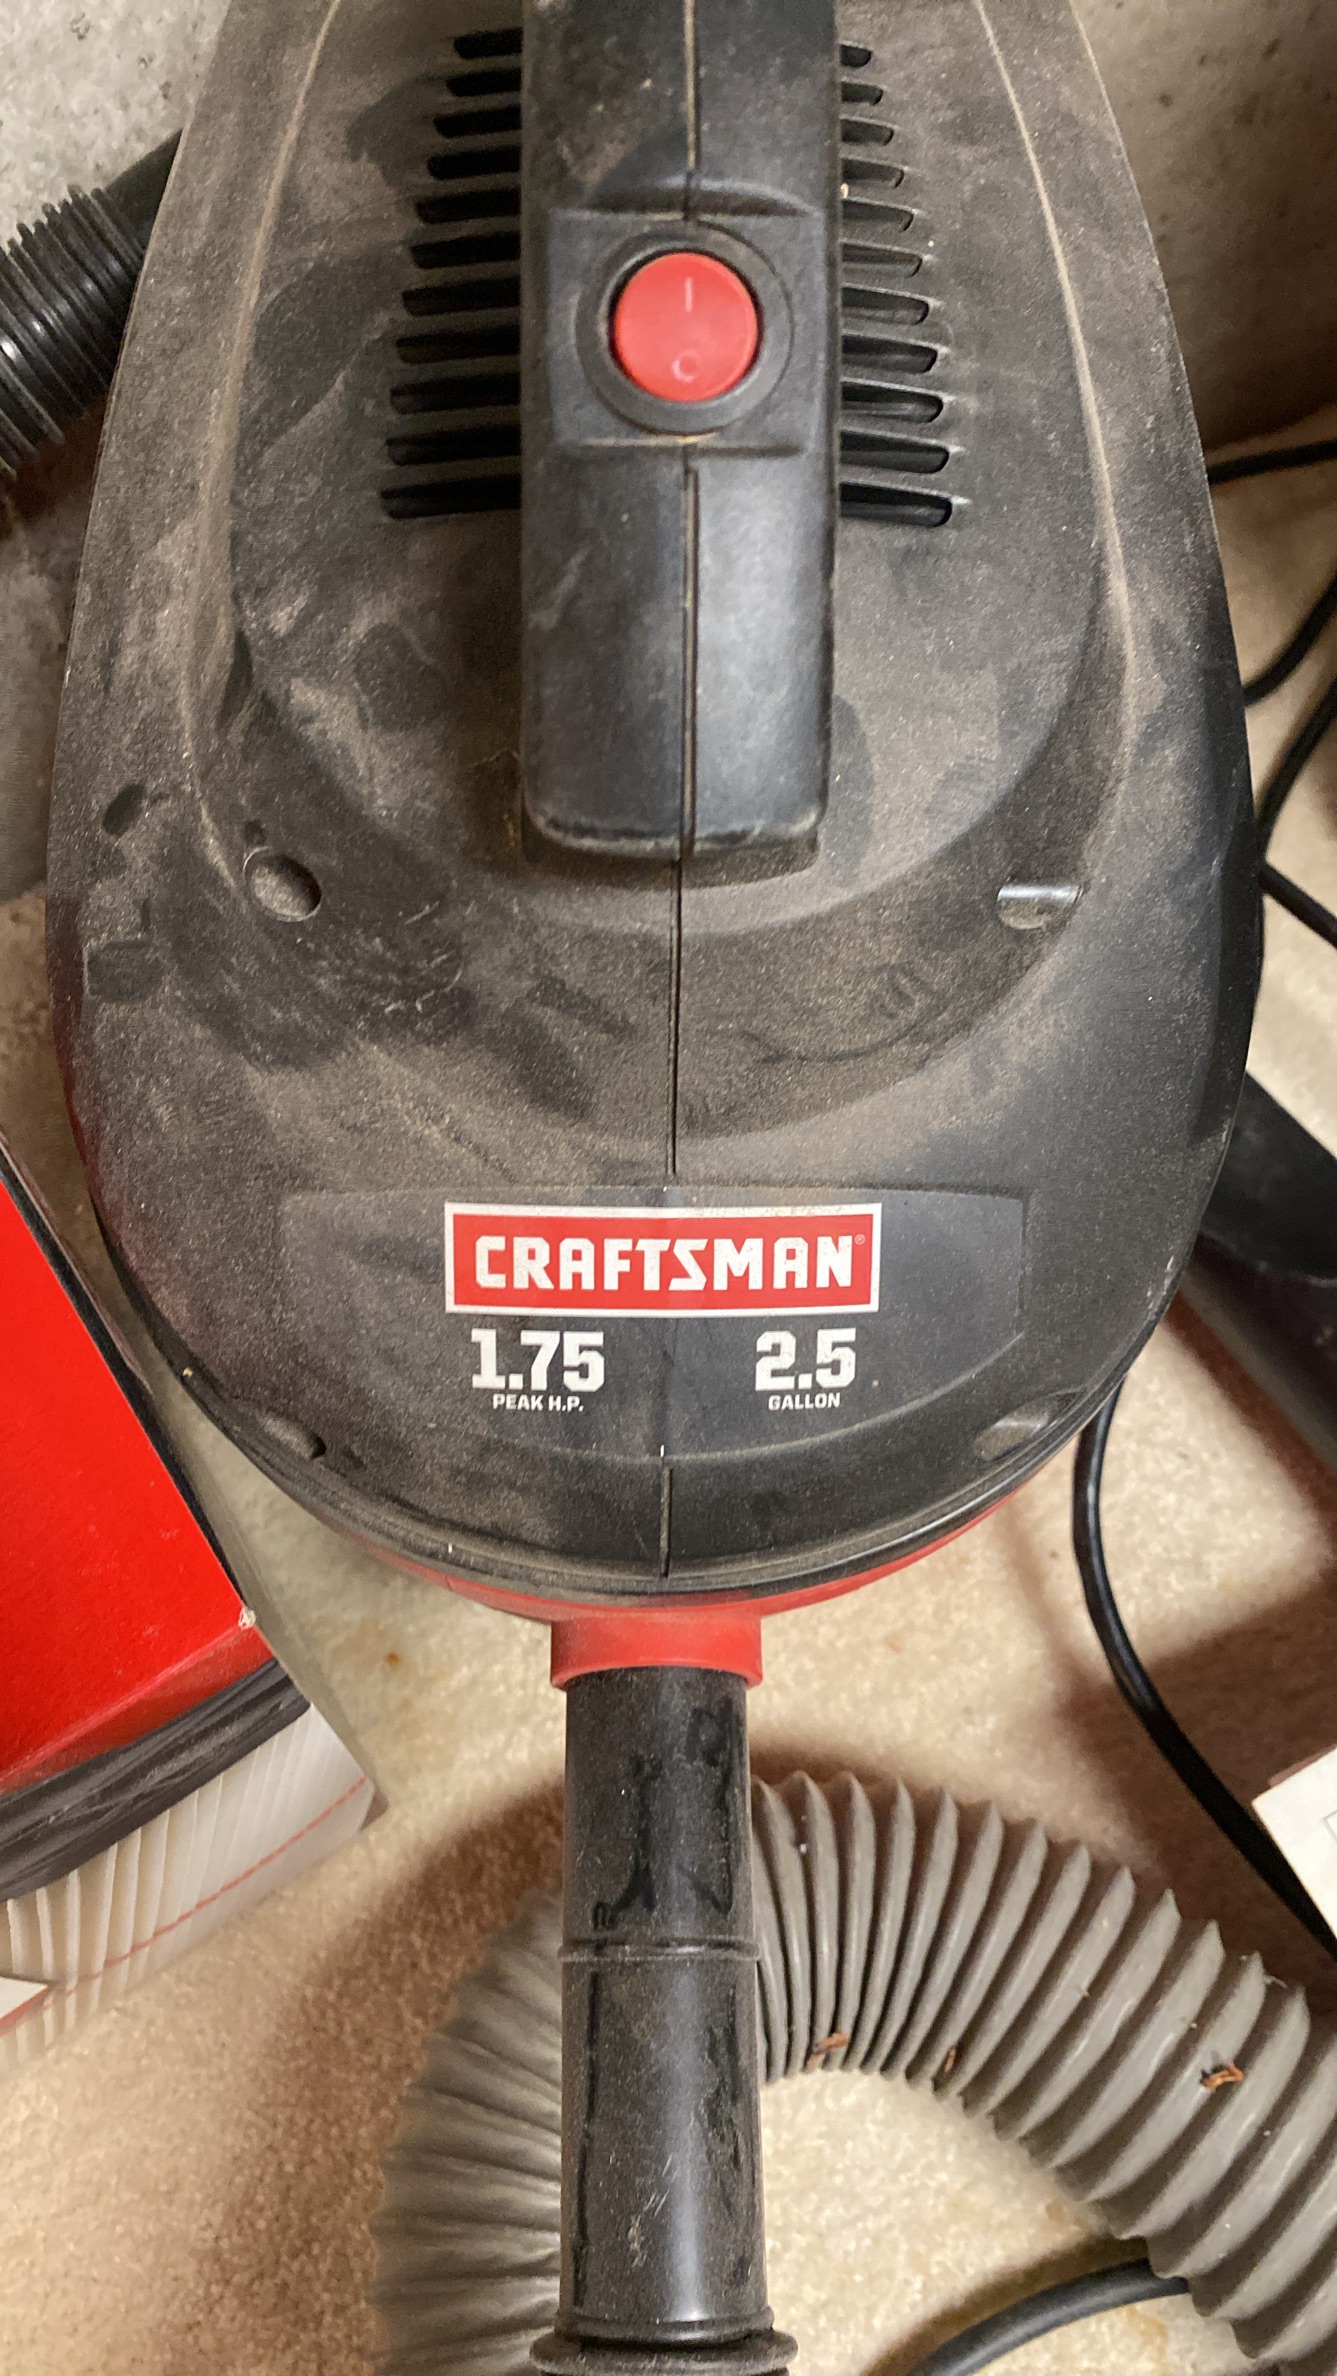 I
O
CRAFTSMAN®
1.75 2.5
PEAK H.P. GALLON